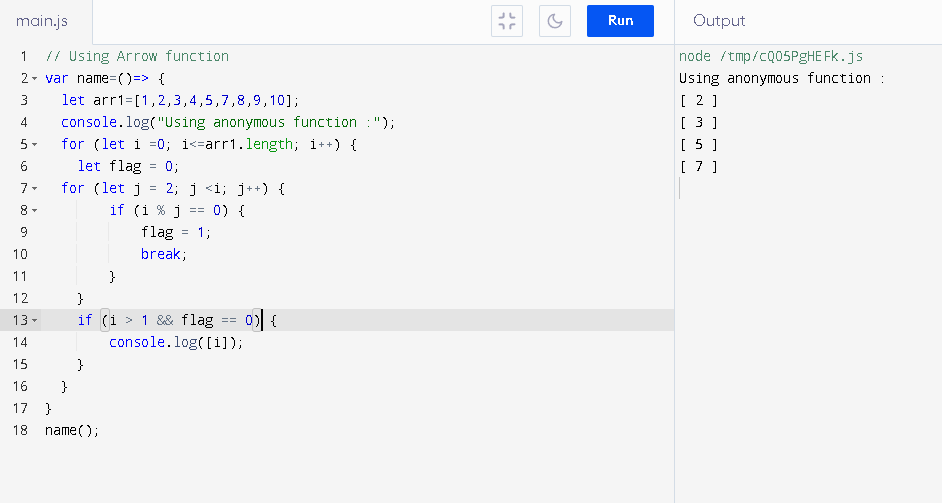 main.js
Run
Output
1 // Using Arrow function
2 var name=()=> {
3   let arr1=[1,2,3,4,5,7,8,9,10];
4   console.log("Using anonymous function :");
5   for (let i =0; i<=arr1.length; i++) {
6     let flag = 0;
7   for (let j = 2; j <i; j++) {
8         if (i % j == 0) {
9             flag = 1;
10             break;
11         }
12     }
13     if (i > 1 && flag == 0) {
14         console.log([i]);
15     }
16   }
17 }
18 name();
node /tmp/cQO5PgHEFk.js
Using anonymous function :
[ 2 ]
[ 3 ]
[ 5 ]
[ 7 ]